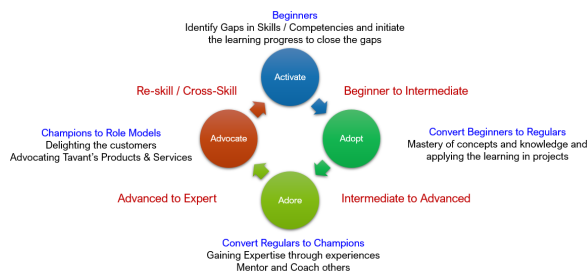 Beginners
Identify Gaps in Skills / Competencies and initiate
the learning progress to close the gaps
Activate
Re-skill / Cross-Skill
Beginner to Intermediate
Champions to Role Models
Delighting the customers
Advocating Tavant's Products & Services
Advocate
Adopt
Convert Beginners to Regulars
Mastery of concepts and knowledge and
applying the learning in projects
Advanced to Expert
Adore
Intermediate to Advanced
Convert Regulars to Champions
Gaining Expertise through experiences
Mentor and Coach others